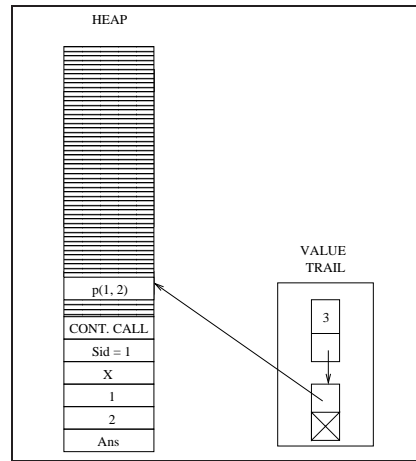 HEAP
p(1, 2)
CONT. CALL
Sid = 1
X
1
2
Ans
VALUE
TRAIL
3